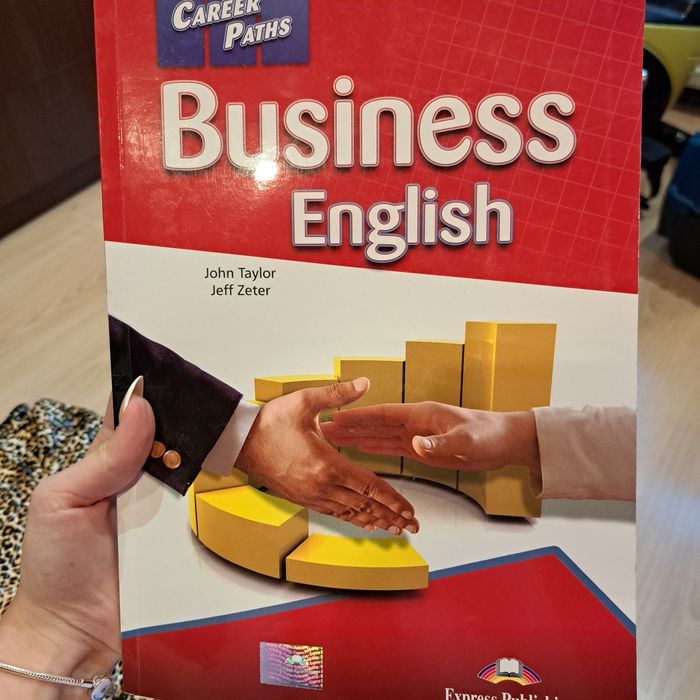 CAREER
PATHS
Business
English
John Taylor
Jeff Zeter